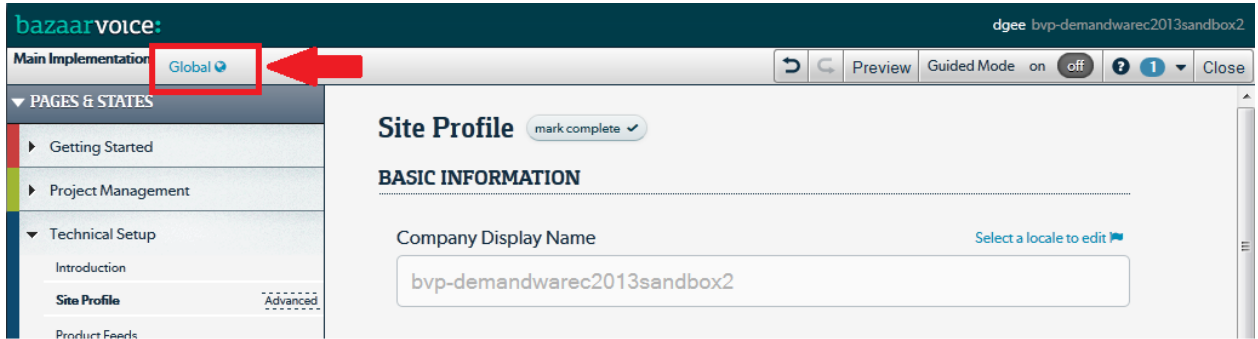 bazaarvoice:
dgee bvp-demandwarec2013sandbox2
Main Implementation Global
Preview Guided Mode on off ? 1 Close
PAGES & STATES
Getting Started
Project Management
Technical Setup
Introduction
Site Profile Advanced
Product Feeds
Site Profile mark complete
BASIC INFORMATION
Company Display Name Select a locale to edit
bvp-demandwarec2013sandbox2